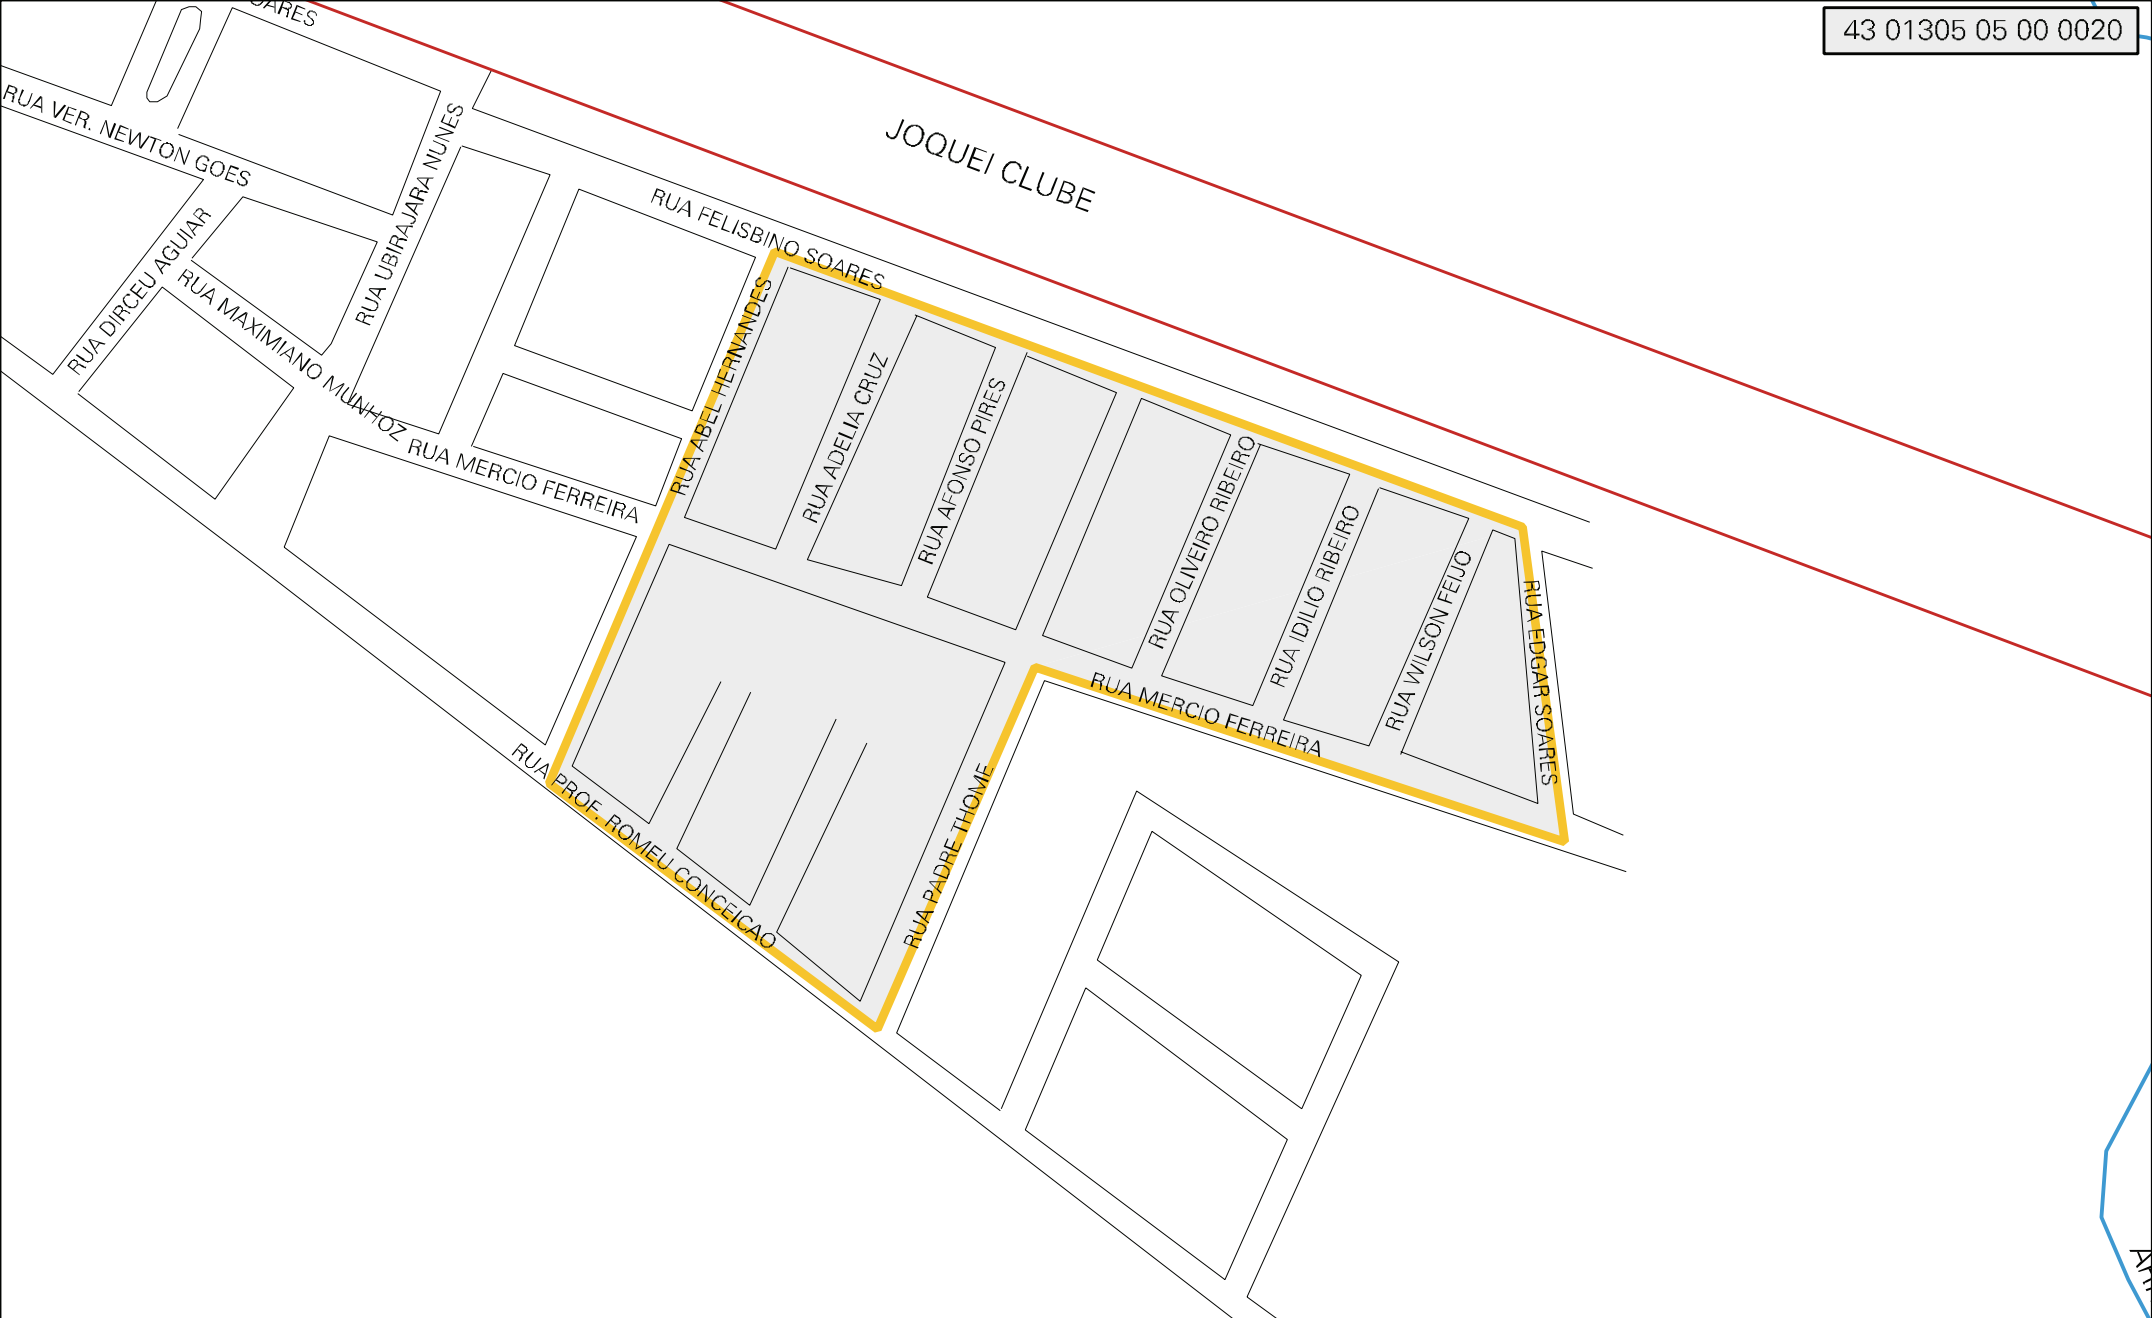 43 01305 05 00 0020
RUA VER. NEWTON GOES
JOQUEI CLUBE
RUA UBIRAJARA NUNES
RUA FELISBINO SOARES
RUA DIRCEU AGUIAR
RUA MAXIMIANO MUNHOZ
RUA ABEL HERNANDES
RUA ADELIA CRUZ
RUA AFONSO PIRES
RUA MERCIO FERREIRA
RUA OLIVEIRO RIBEIRO
RUA IDILIO RIBEIRO
RUA WILSON FEIJO
RUA EDGAR SOARES
RUA MERCIO FERREIRA
RUA PROF. ROMEU CONCEICAO
RUA PADRE THOME